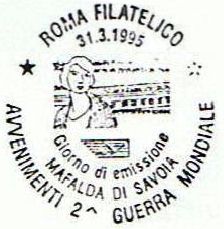 ROMA FILATELICO
31.3.1995
Giorno di emissione
MAFALDA DI SAVOIA
AVVENIMENTI 2^ GUERRA MONDIALE